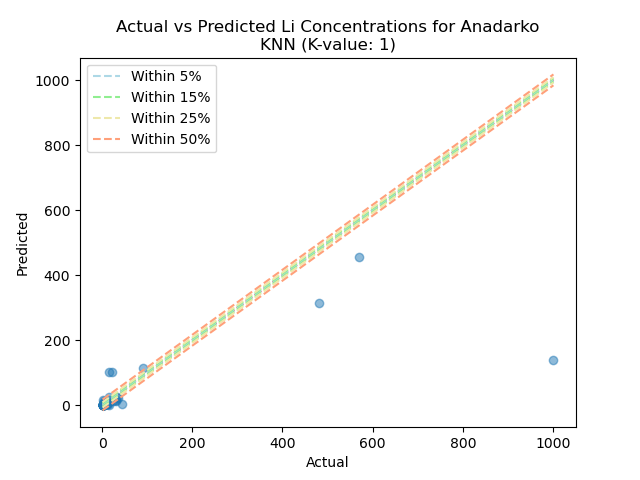 Actual vs Predicted Li Concentrations for Anadarko
KNN (K-value: 1)
Within 5%
Within 15%
Within 25%
Within 50%
1000
800
600
400
200
0
Predicted
0 200 400 600 800 1000
Actual